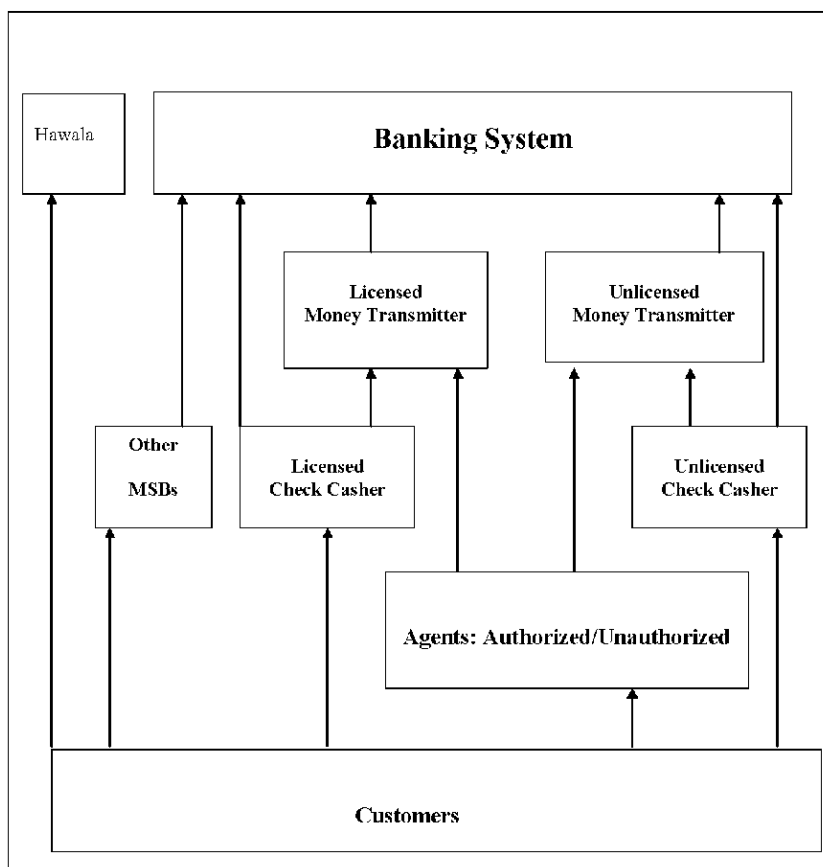 Hawala
Banking System
Licensed
Money Transmitter
Unlicensed
Money Transmitter
Other
MSBs
Licensed
Check Casher
Unlicensed
Check Casher
Agents: Authorized/Unauthorized
Customers